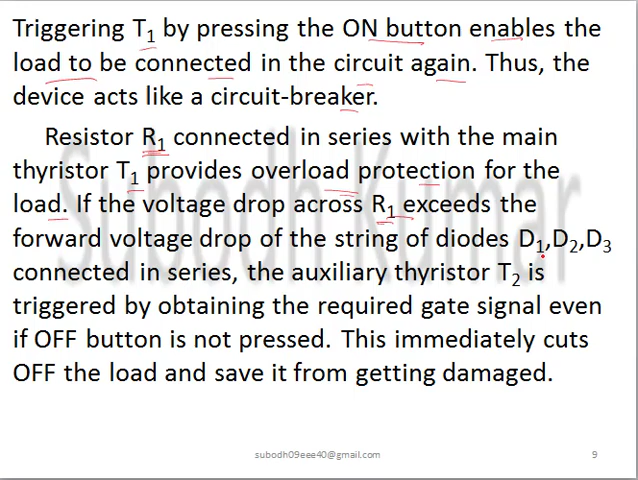 Triggering T1 by pressing the ON button enables the
load to be connected in the circuit again. Thus, the
device acts like a circuit-breaker.
Resistor R1 connected in series with the main
thyristor T1 provides overload protection for the
load. If the voltage drop across R1 exceeds the
forward voltage drop of the string of diodes D1,D2,D3
connected in series, the auxiliary thyristor T2 is
triggered by obtaining the required gate signal even
if OFF button is not pressed. This immediately cuts
OFF the load and save it from getting damaged.
Subodh Kumar
subodh09eee40@gmail.com
9